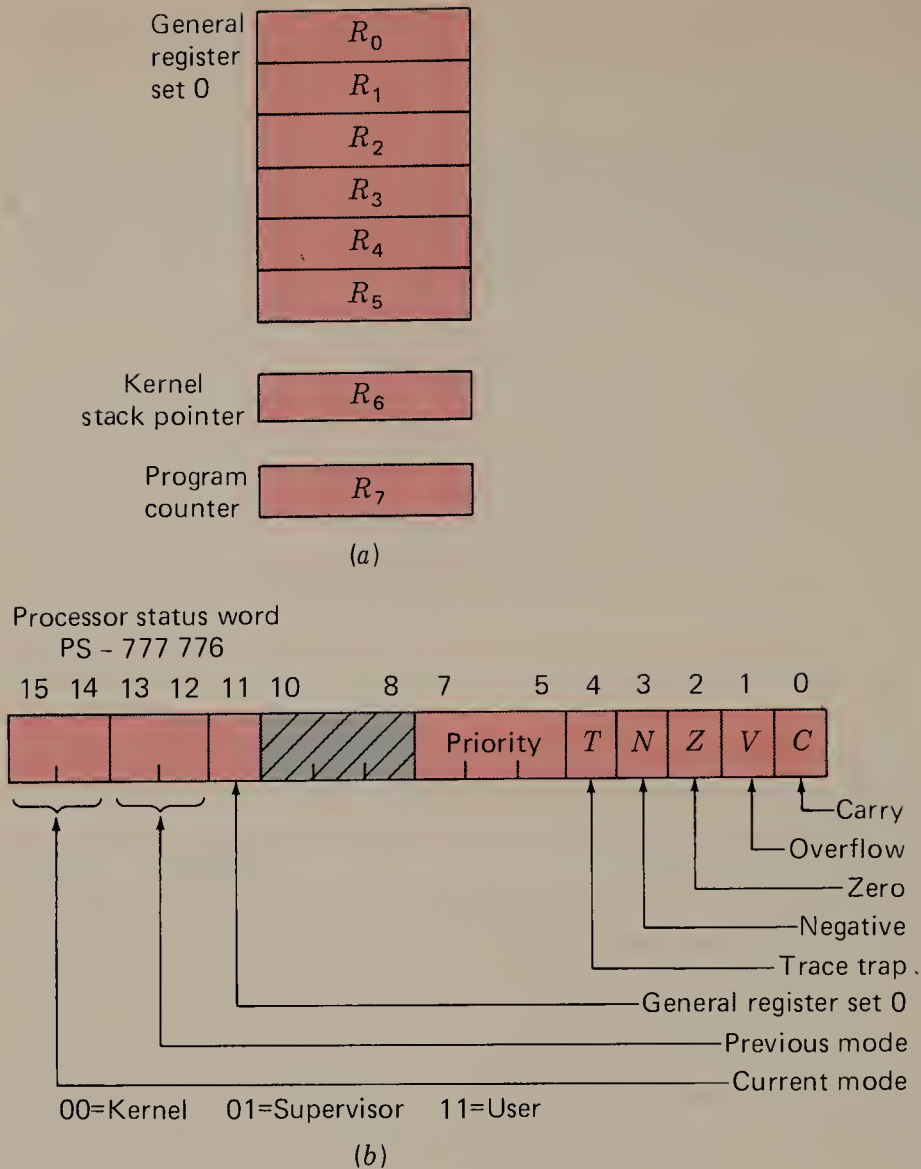 General
register
set 0
R0
R1
R2
R3
R4
R5
Kernel
stack pointer
R6
Program
counter
R7
(a)
Processor status word
PS - 777 776
15 14 13 12 11 10 8 7 5 4 3 2 1 0
Priority T N Z V C
Carry
Overflow
Zero
Negative
Trace trap
General register set 0
Previous mode
Current mode
00=Kernel 01=Supervisor 11=User
(b)